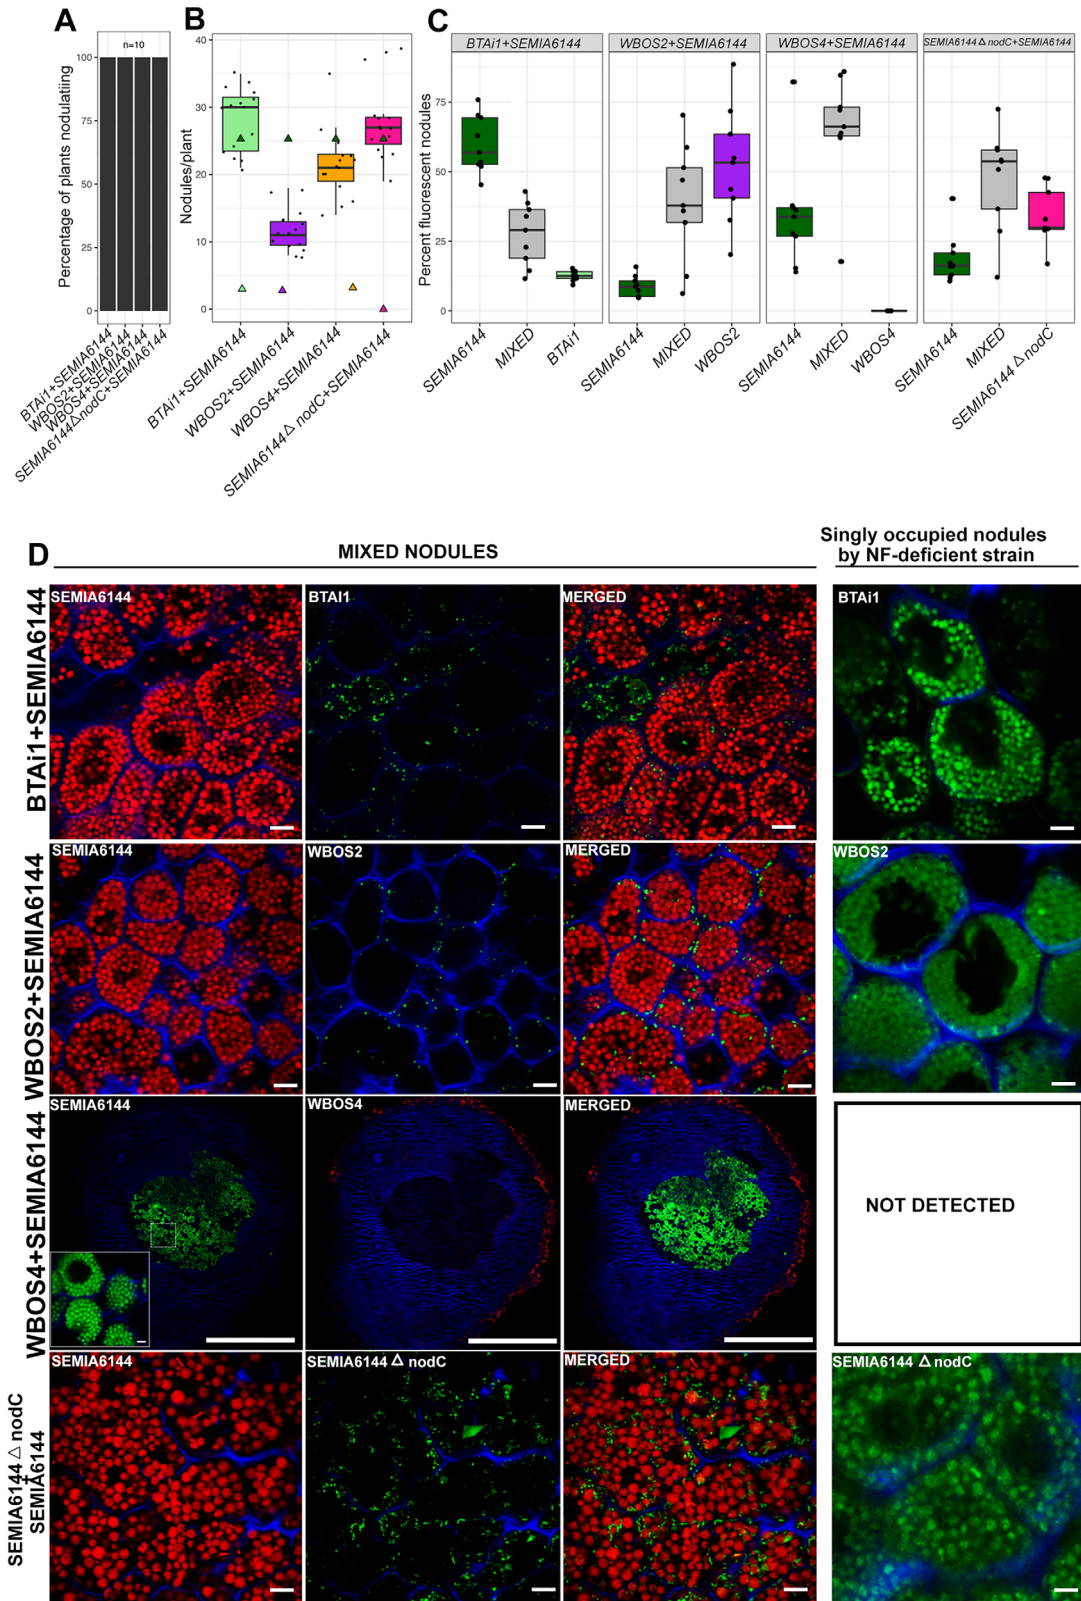 A
B
C
n=10
Percentage of plants nodulatiing
100
75
50
25
0
BTAi1+SEMIA6144
WBOS2+SEMIA6144
WBOS4+SEMIA6144
SEMIA6144ΔnodC+SEMIA6144
Nodules/plant
40
30
20
10
0
BTAi1+SEMIA6144
WBOS2+SEMIA6144
WBOS4+SEMIA6144
SEMIA6144Δ nodC+SEMIA6144
Percent fluorescent nodules
75
50
25
0
BTAi1+SEMIA6144
WBOS2+SEMIA6144
WBOS4+SEMIA6144
SEMIA6144Δ nodC+SEMIA6144
SEMIA6144
MIXED
BTAi1
SEMIA6144
MIXED
WBOS2
SEMIA6144
MIXED
WBOS4
SEMIA6144
MIXED
SEMIA6144 Δ nodC
D
MIXED NODULES
Singly occupied nodules
by NF-deficient strain
BTAi1+SEMIA6144
SEMIA6144
BTAI1
MERGED
BTAi1
WBOS2+SEMIA6144
SEMIA6144
WBOS2
MERGED
WBOS2
WBOS4+SEMIA6144
SEMIA6144
WBOS4
MERGED
NOT DETECTED
SEMIA6144 Δ nodC
+
SEMIA6144
SEMIA6144
SEMIA6144 Δ nodC
MERGED
SEMIA6144 Δ nodC